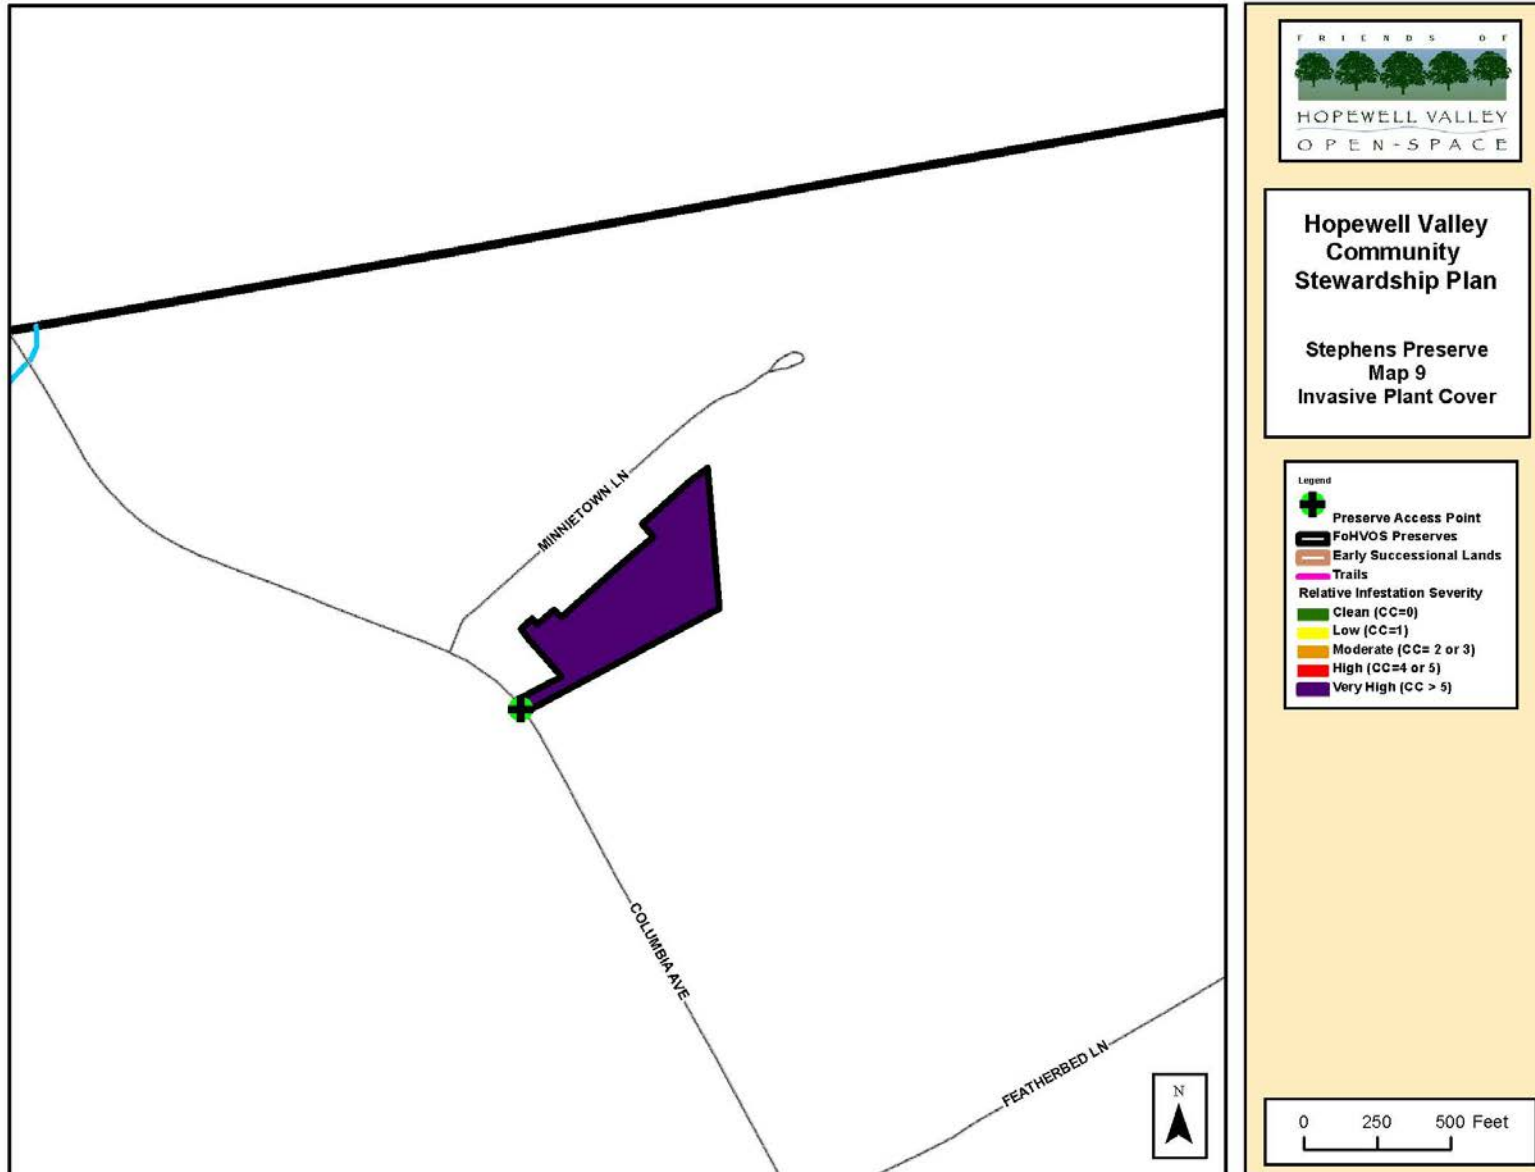 MINNIETOWN LN
COLUMBIA AVE
FEATHERBED LN
N
FRIENDS OF
HOPEWELL VALLEY
OPEN-SPACE
Hopewell Valley
Community
Stewardship Plan
Stephens Preserve
Map 9
Invasive Plant Cover
Legend
Preserve Access Point
FoHVOS Preserves
Early Successional Lands
Trails
Relative Infestation Severity
Clean (CC=0)
Low (CC=1)
Moderate (CC= 2 or 3)
High (CC=4 or 5)
Very High (CC > 5)
0 250 500 Feet